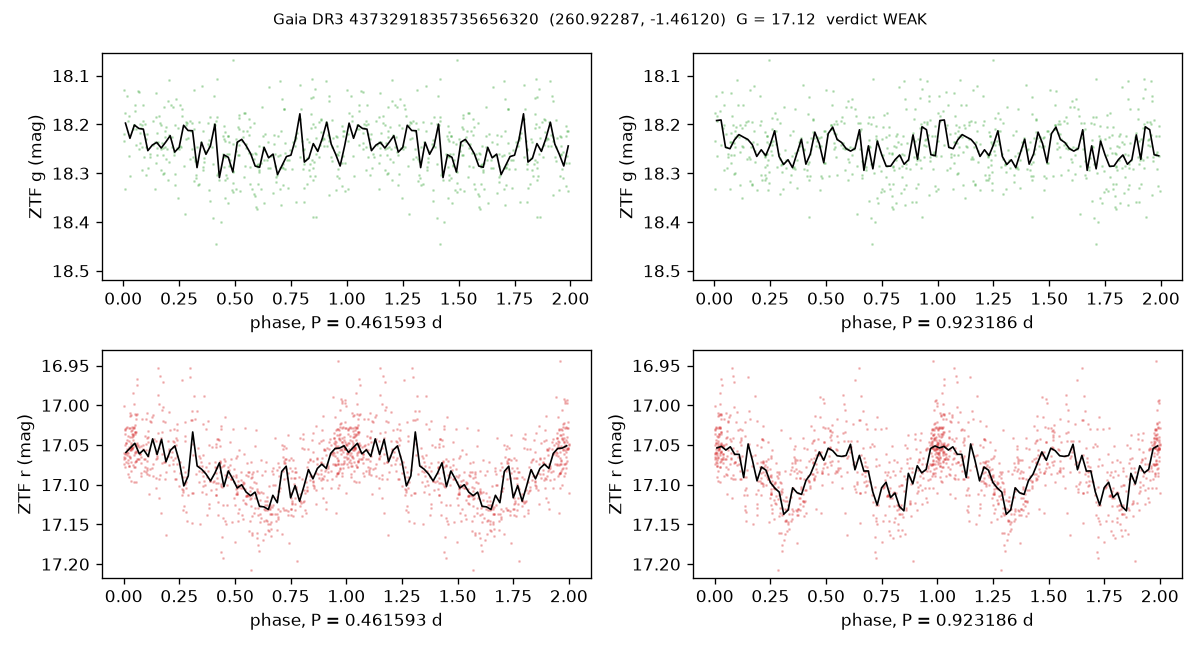 Gaia DR3 4373291835735656320  (260.92287, -1.46120)  G = 17.12  verdict WEAK
ZTF g (mag)
18.1
18.2
18.3
18.4
18.5
0.00 0.25 0.50 0.75 1.00 1.25 1.50 1.75 2.00
phase, P = 0.461593 d
ZTF g (mag)
18.1
18.2
18.3
18.4
18.5
0.00 0.25 0.50 0.75 1.00 1.25 1.50 1.75 2.00
phase, P = 0.923186 d
ZTF r (mag)
16.95
17.00
17.05
17.10
17.15
17.20
0.00 0.25 0.50 0.75 1.00 1.25 1.50 1.75 2.00
phase, P = 0.461593 d
ZTF r (mag)
16.95
17.00
17.05
17.10
17.15
17.20
0.00 0.25 0.50 0.75 1.00 1.25 1.50 1.75 2.00
phase, P = 0.923186 d